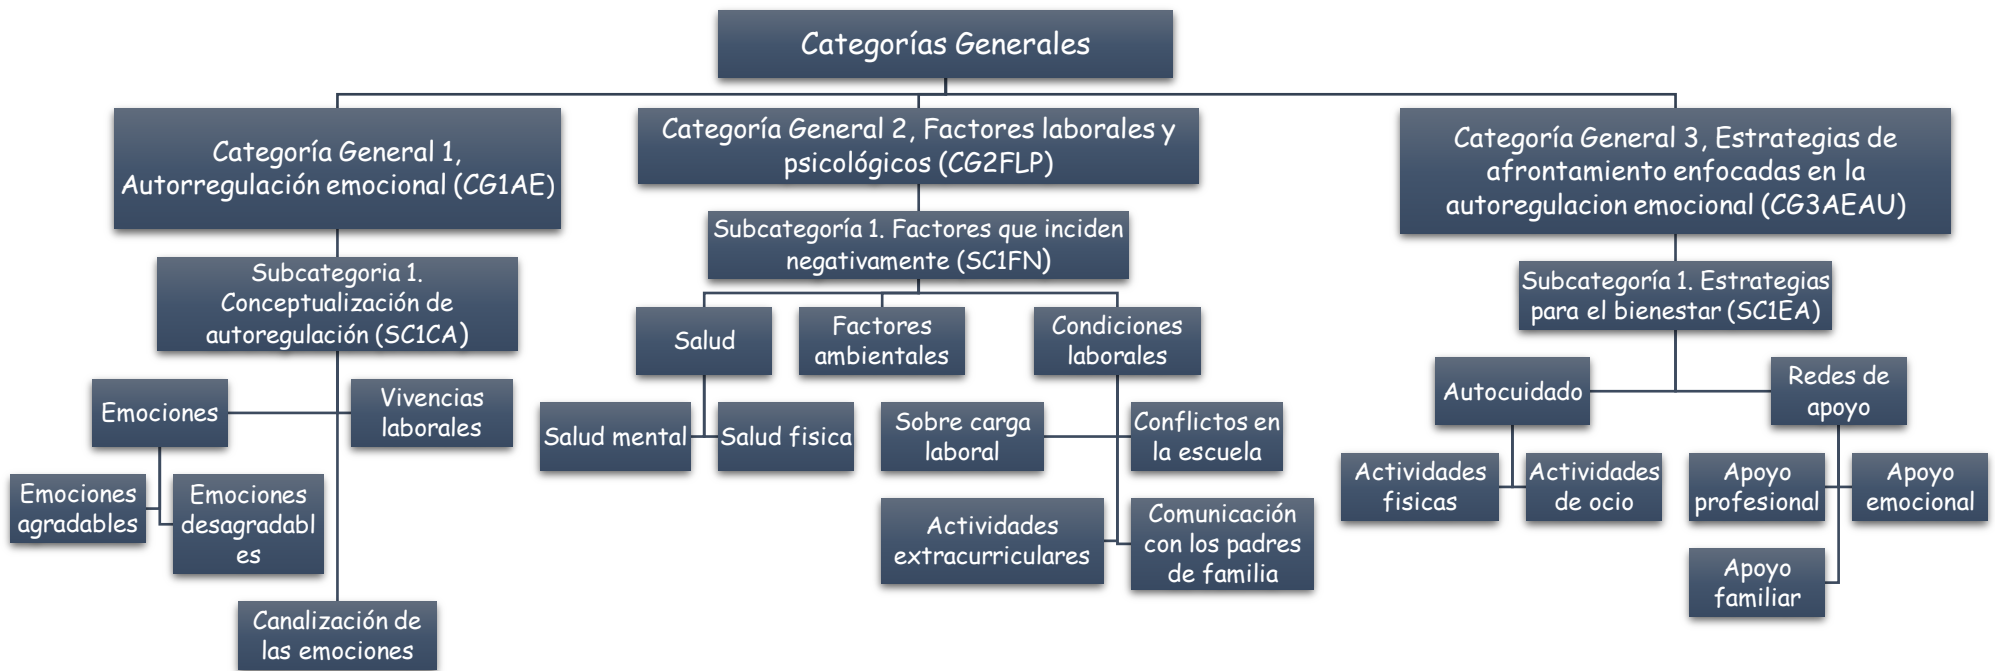 Categorías Generales
Categoría General 1,
Autorregulación emocional (CG1AE)
Subcategoria 1.
Conceptualización de
autoregulación (SC1CA)
Emociones
Vivencias
laborales
Emociones
agradables
Emociones
desagradabl
es
Canalización de
las emociones
Categoría General 2, Factores laborales y
psicológicos (CG2FLP)
Subcategoría 1. Factores que inciden
negativamente (SC1FN)
Salud
Factores
ambientales
Condiciones
laborales
Salud mental
Salud fisica
Sobre carga
laboral
Conflictos en
la escuela
Actividades
extracurriculares
Comunicación
con los padres
de familia
Categoría General 3, Estrategias de
afrontamiento enfocadas en la
autoregulacion emocional (CG3AEAU)
Subcategoría 1. Estrategias
para el bienestar (SC1EA)
Autocuidado
Redes de
apoyo
Actividades
fisicas
Actividades
de ocio
Apoyo
profesional
Apoyo
emocional
Apoyo
familiar